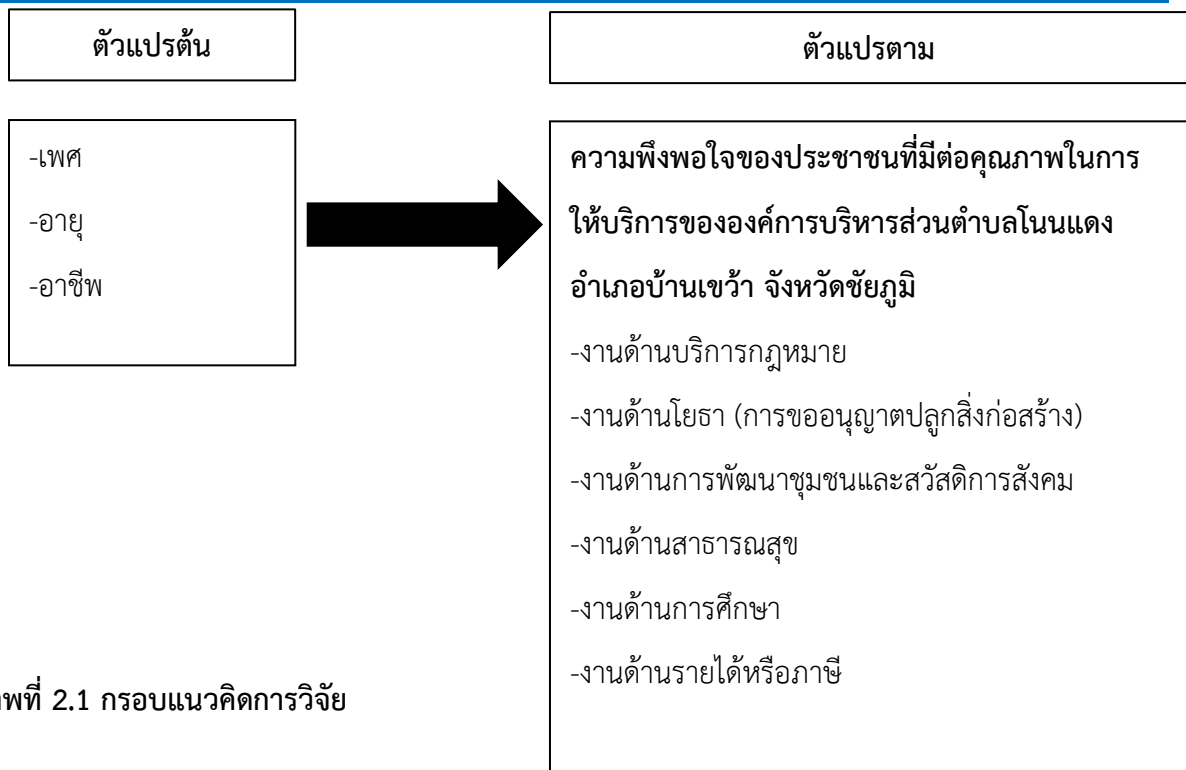 ตัวแปรต้น
ตัวแปรตาม
-เพศ
-อายุ
-อาชีพ
ความพึงพอใจของประชาชนที่มีต่อคุณภาพในการ
ให้บริการขององค์การบริหารส่วนตำบลโนนแดง
อำเภอบ้านเขว้า จังหวัดชัยภูมิ
-งานด้านบริการกฎหมาย
-งานด้านโยธา (การขออนุญาตปลูกสิ่งก่อสร้าง)
-งานด้านการพัฒนาชุมชนและสวัสดิการสังคม
-งานด้านสาธารณสุข
-งานด้านการศึกษา
-งานด้านรายได้หรือภาษี
พที่ 2.1 กรอบแนวคิดการวิจัย